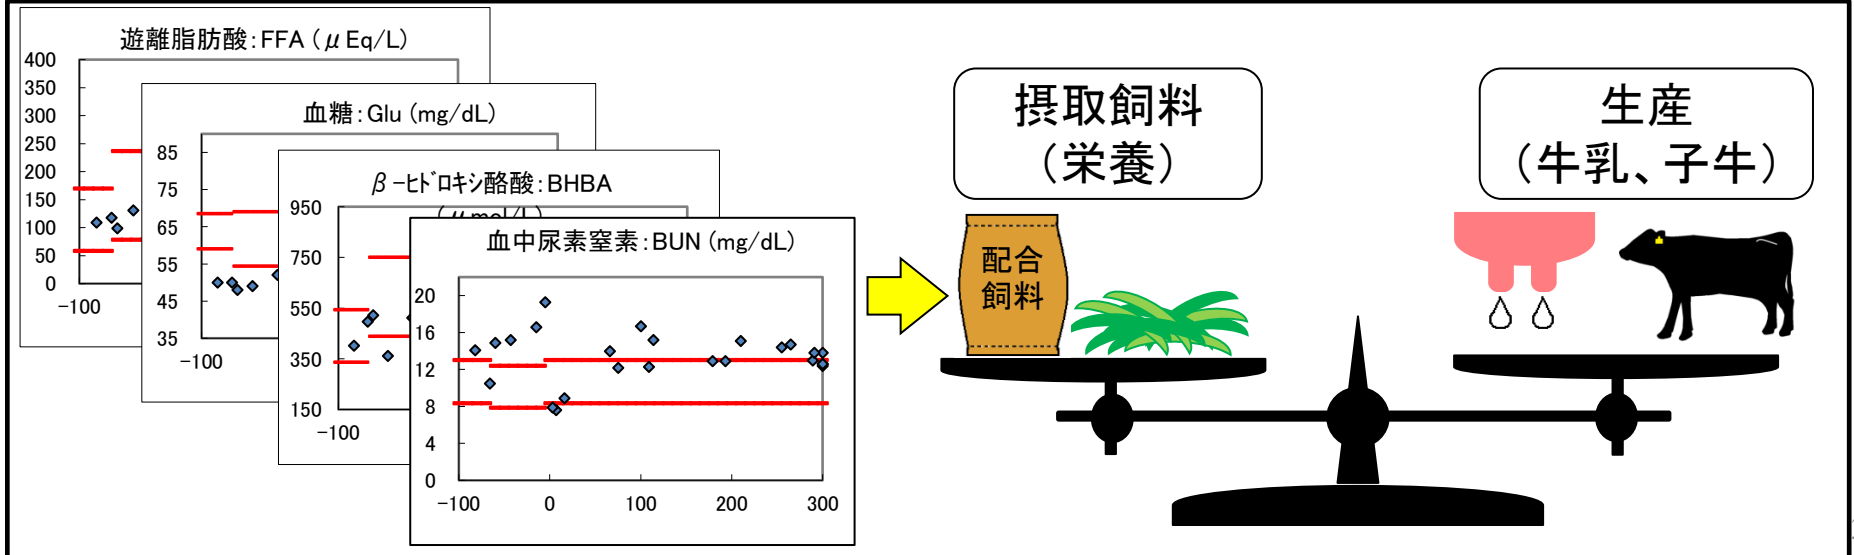 遊離脂肪酸：FFA（μEq/L）
400
350
300
250
200
150
100
50
0
-100
血糖：Glu (mg/dL)
85
75
65
55
45
35
-100
β-ﾋﾄﾞﾛｷｼ酪酸：BHBA
(μmol/L)
950
750
550
350
150
-100
血中尿素窒素：BUN (mg/dL)
20
16
12
8
4
0
-100 0 100 200 300
摂取飼料
（栄養）
配合
飼料
生産
（牛乳、子牛）